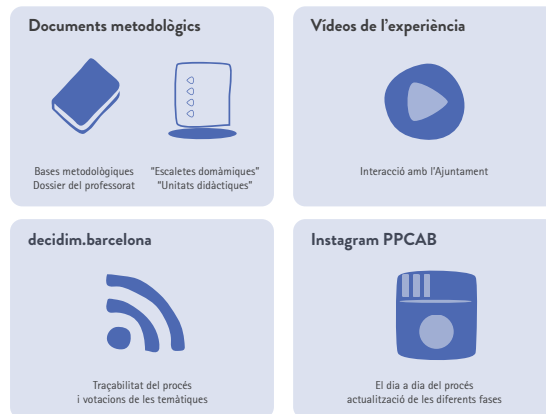 Documents metodològics
Bases metodològiques
Dossier del professorat
"Escaletes domàmiques"
"Unitats didàctiques"
Vídeos de l'experiència
Interacció amb l'Ajuntament
decidim.barcelona
Traçabilitat del procés
i votacions de les temàtiques
Instagram PPCAB
El dia a dia del procés
actualització de les diferents fases